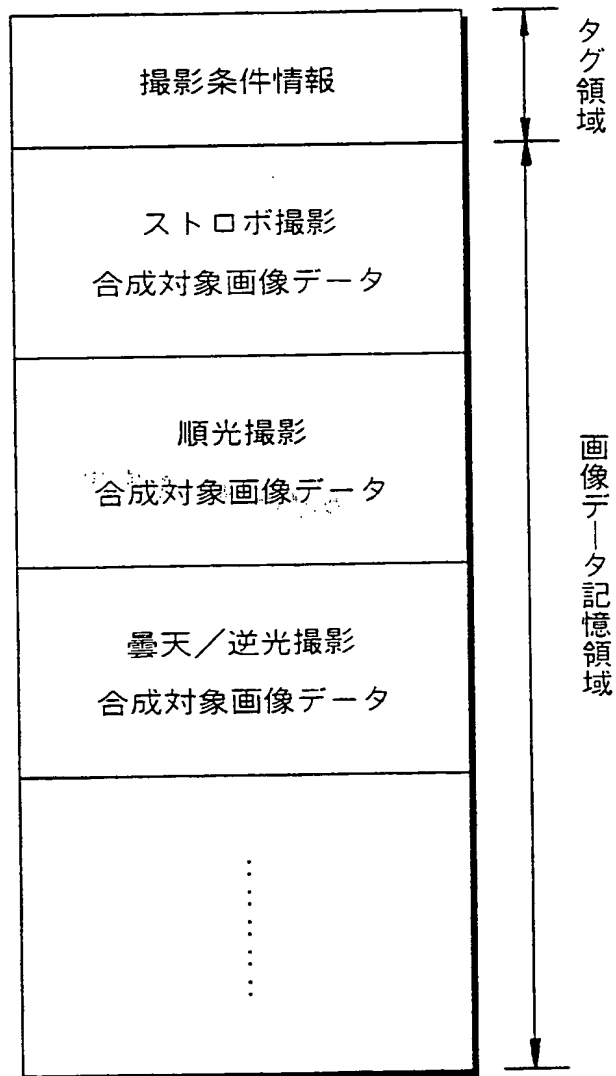 撮影条件情報
タグ領域
ストロボ撮影
合成対象画像データ
順光撮影
合成対象画像データ
曇天／逆光撮影
合成対象画像データ
画像データ記憶領域